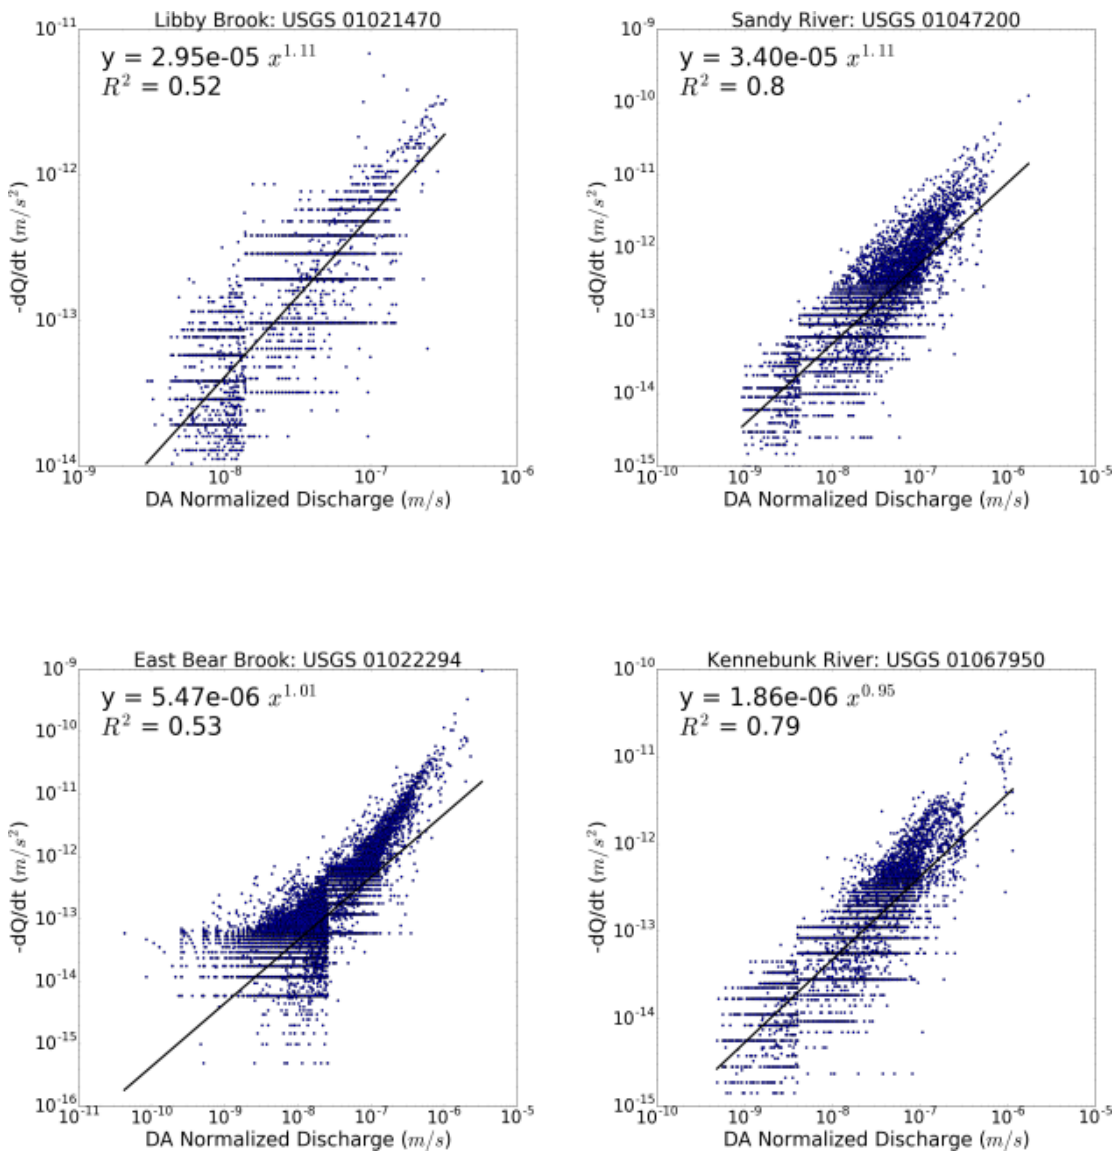 Libby Brook: USGS 01021470
10⁻¹¹
y = 2.95e-05 x^1.11
R² = 0.52
10⁻¹²
-dQ/dt (m/s²)
10⁻¹³
10⁻¹⁴
10⁻⁹ 10⁻⁸ 10⁻⁷ 10⁻⁶
DA Normalized Discharge (m/s)
Sandy River: USGS 01047200
10⁻⁹
y = 3.40e-05 x^1.11
R² = 0.8
10⁻¹⁰
10⁻¹¹
-dQ/dt (m/s²)
10⁻¹²
10⁻¹³
10⁻¹⁴
10⁻¹⁵
10⁻¹⁰ 10⁻⁹ 10⁻⁸ 10⁻⁷ 10⁻⁶ 10⁻⁵
DA Normalized Discharge (m/s)
East Bear Brook: USGS 01022294
10⁻⁹
y = 5.47e-06 x^1.01
R² = 0.53
10⁻¹⁰
10⁻¹¹
10⁻¹²
-dQ/dt (m/s²)
10⁻¹³
10⁻¹⁴
10⁻¹⁵
10⁻¹⁶
10⁻¹¹ 10⁻¹⁰ 10⁻⁹ 10⁻⁸ 10⁻⁷ 10⁻⁶ 10⁻⁵
DA Normalized Discharge (m/s)
Kennebunk River: USGS 01067950
10⁻¹⁰
y = 1.86e-06 x^0.95
R² = 0.79
10⁻¹¹
10⁻¹²
-dQ/dt (m/s²)
10⁻¹³
10⁻¹⁴
10⁻¹⁵
10⁻¹⁰ 10⁻⁹ 10⁻⁸ 10⁻⁷ 10⁻⁶ 10⁻⁵
DA Normalized Discharge (m/s)